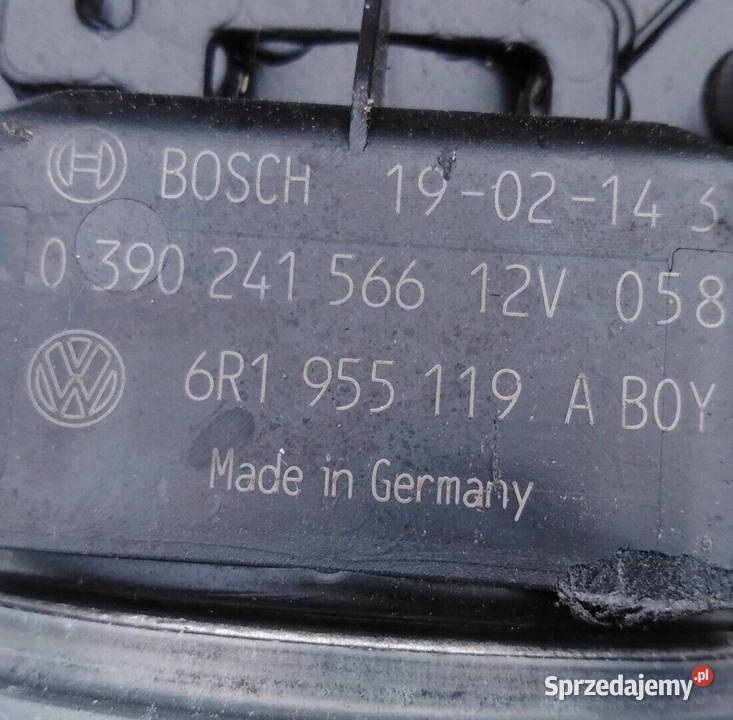 BOSCH 19-02-14 S
0 390 241 566 12V 058
6R1 955 119 A BOY
Made in Germany
Sprzedajemy.pl